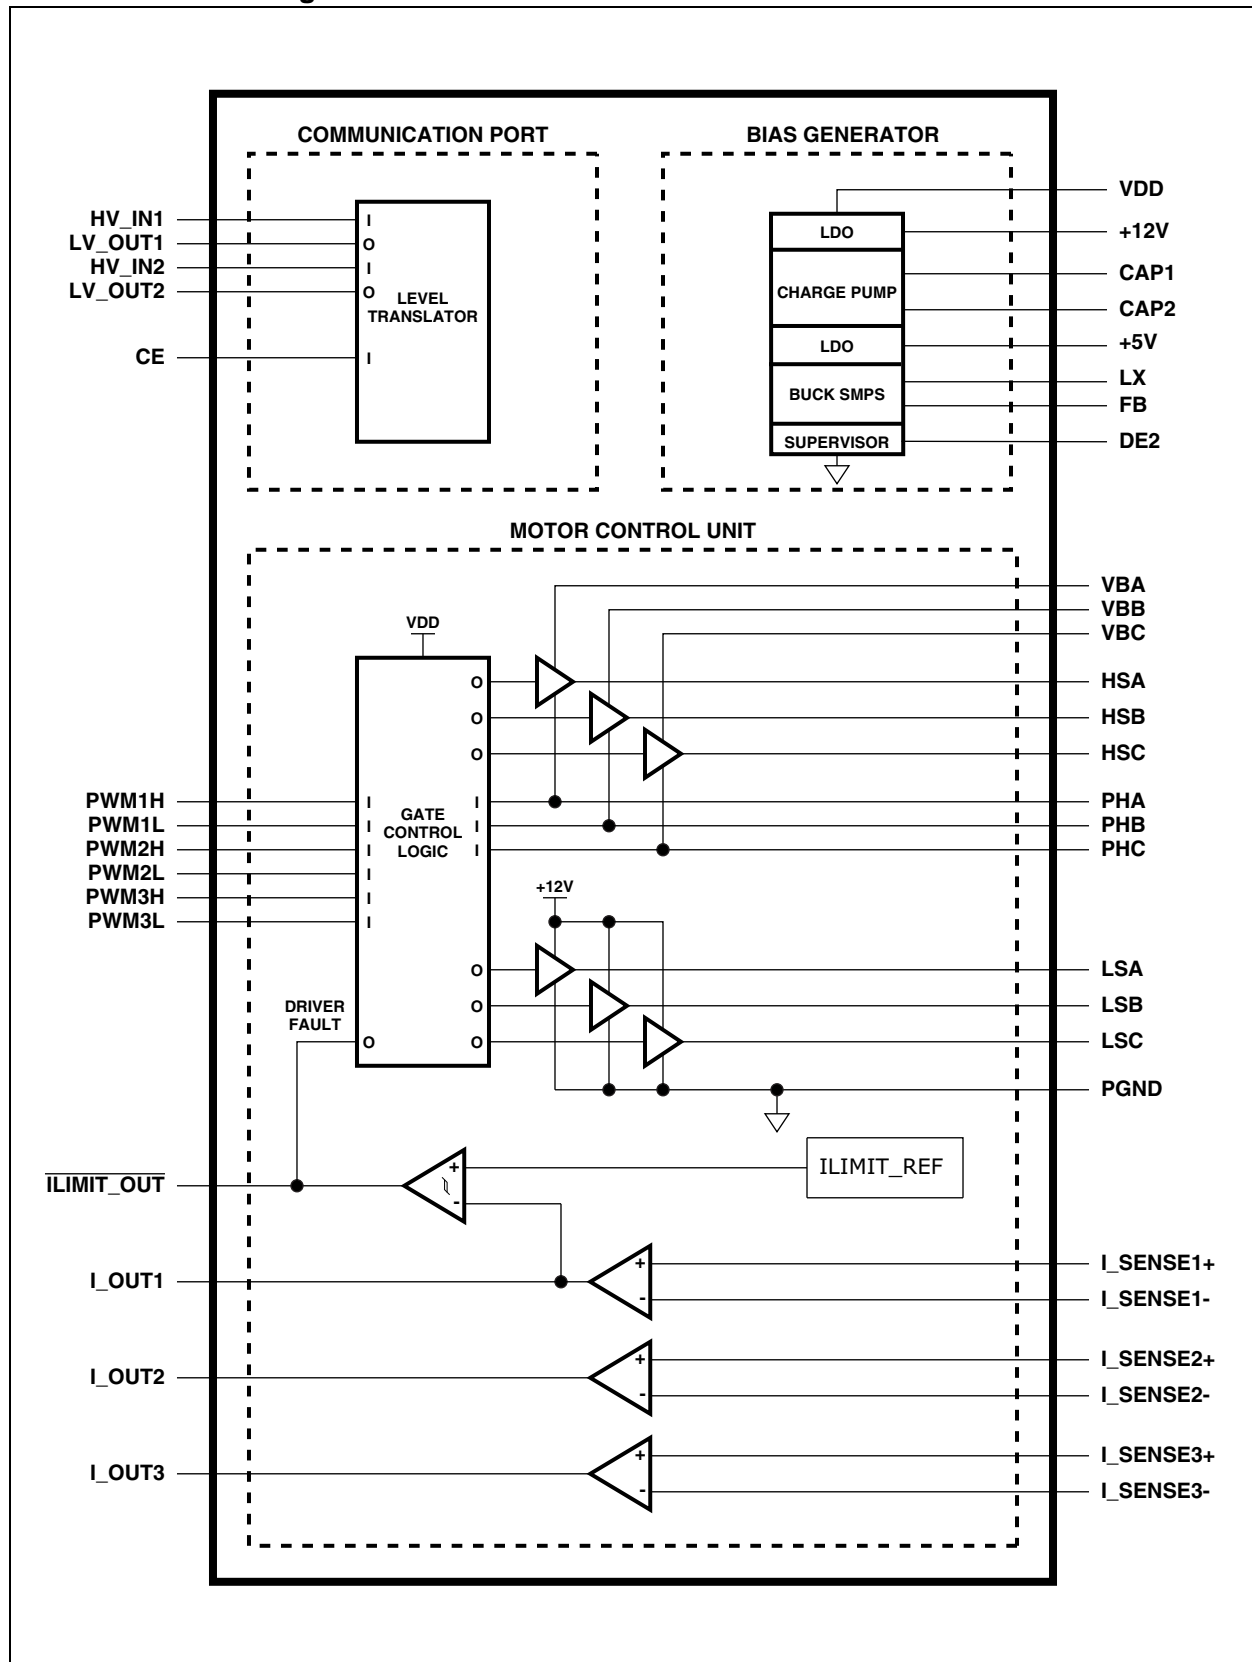 COMMUNICATION PORT
BIAS GENERATOR
HV_IN1
LV_OUT1
HV_IN2
LV_OUT2
CE
I
O
I
O
I
LEVEL
TRANSLATOR
LDO
CHARGE PUMP
LDO
BUCK SMPS
SUPERVISOR
VDD
+12V
CAP1
CAP2
+5V
LX
FB
DE2
MOTOR CONTROL UNIT
VDD
PWM1H
PWM1L
PWM2H
PWM2L
PWM3H
PWM3L
I
I
I
I
I
I
GATE
CONTROL
LOGIC
O
O
O
I
I
I
O
O
O
DRIVER
FAULT
O
+12V
VBA
VBB
VBC
HSA
HSB
HSC
PHA
PHB
PHC
LSA
LSB
LSC
PGND
ILIMIT_REF
ILIMIT_OUT
+
-
I_OUT1
+
-
I_SENSE1+
I_SENSE1-
I_OUT2
+
-
I_SENSE2+
I_SENSE2-
I_OUT3
+
-
I_SENSE3+
I_SENSE3-